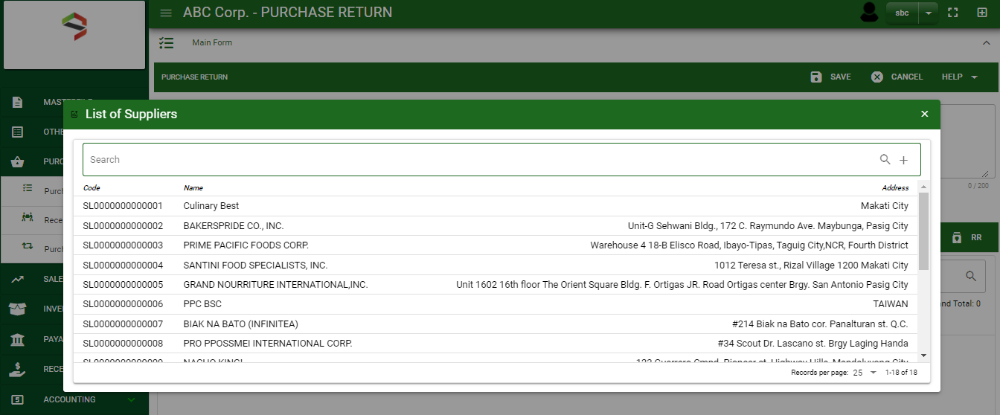 ABC Corp. - PURCHASE RETURN
sbc
Main Form
PURCHASE RETURN
SAVE
CANCEL
HELP
List of Suppliers
Search
Code Name Address
SL0000000000001 Culinary Best Makati City
SL0000000000002 BAKERSPRIDE CO., INC. Unit-G Sehwani Bldg., 172 C. Raymundo Ave. Maybunga, Pasig City
SL0000000000003 PRIME PACIFIC FOODS CORP. Warehouse 4 18-B Elisco Road, Ibayo-Tipas, Taguig City,NCR, Fourth District
SL0000000000004 SANTINI FOOD SPECIALISTS, INC. 1012 Teresa st., Rizal Village 1200 Makati City
SL0000000000005 GRAND NOURRITURE INTERNATIONAL,INC. Unit 1602 16th floor The Orient Square Bldg. F. Ortigas JR. Road Ortigas center Brgy. San Antonio Pasig City
SL0000000000006 PPC BSC TAIWAN
SL0000000000007 BIAK NA BATO (INFINITEA) #214 Biak na Bato cor. Panalturan st. Q.C.
SL0000000000008 PRO PPOSSMEI INTERNATIONAL CORP. #34 Scout Dr. Lascano st. Brgy Laging Handa
Records per page: 25 1-18 of 18
OTHE
PURC
Purch
Rece
Purch
SALE
INVE
PAYA
RECE
ACCOUNTING
0 / 200
RR
nd Total: 0